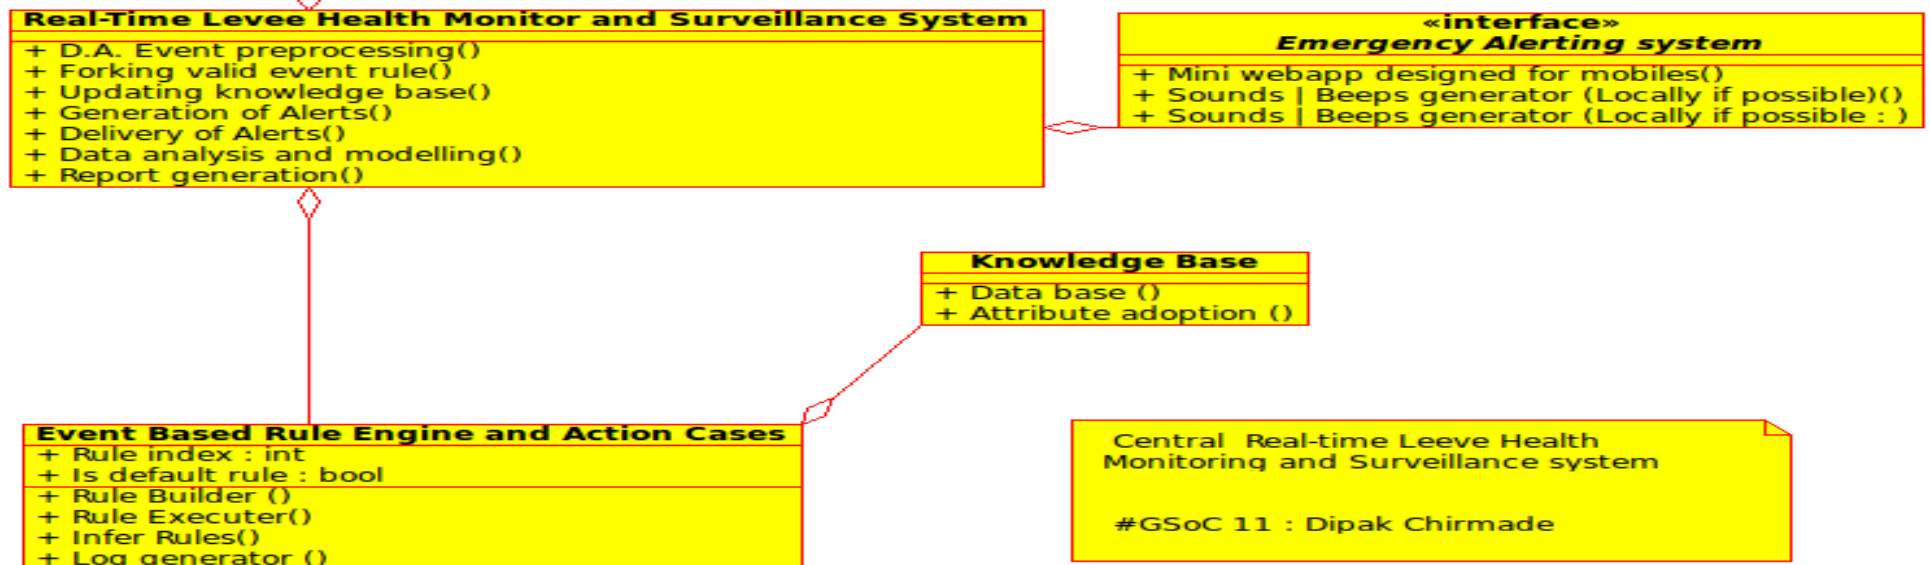 Real-Time Levee Health Monitor and Surveillance System
+ D.A. Event preprocessing()
+ Forking valid event rule()
+ Updating knowledge base()
+ Generation of Alerts()
+ Delivery of Alerts()
+ Data analysis and modelling()
+ Report generation()
«interface»
Emergency Alerting system
+ Mini webapp designed for mobiles()
+ Sounds | Beeps generator (Locally if possible)()
+ Sounds | Beeps generator (Locally if possible : )
Knowledge Base
+ Data base ()
+ Attribute adoption ()
Event Based Rule Engine and Action Cases
+ Rule index : int
+ Is default rule : bool
+ Rule Builder ()
+ Rule Executer()
+ Infer Rules()
+ Log generator ()
Central Real-time Leeve Health
Monitoring and Surveillance system
#GSoC 11 : Dipak Chirmade